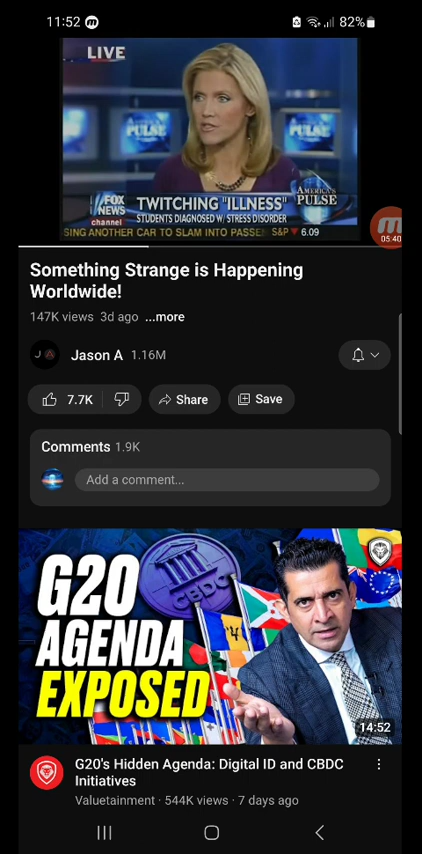 11:52
82%
LIVE
AMERICA'S
PULSE
FOX
NEWS
channel
TWITCHING "ILLNESS"
STUDENTS DIAGNOSED W/ STRESS DISORDER
AMERICA'S
PULSE
SING ANOTHER CAR TO SLAM INTO PASSEN S&P 6.09
05:40
Something Strange is Happening
Worldwide!
147K views 3d ago ...more
J A Jason A 1.16M
7.7K Share Save
Comments 1.9K
Add a comment...
G20
AGENDA
EXPOSED
CBDC
14:52
G20's Hidden Agenda: Digital ID and CBDC
Initiatives
Valuetainment · 544K views · 7 days ago